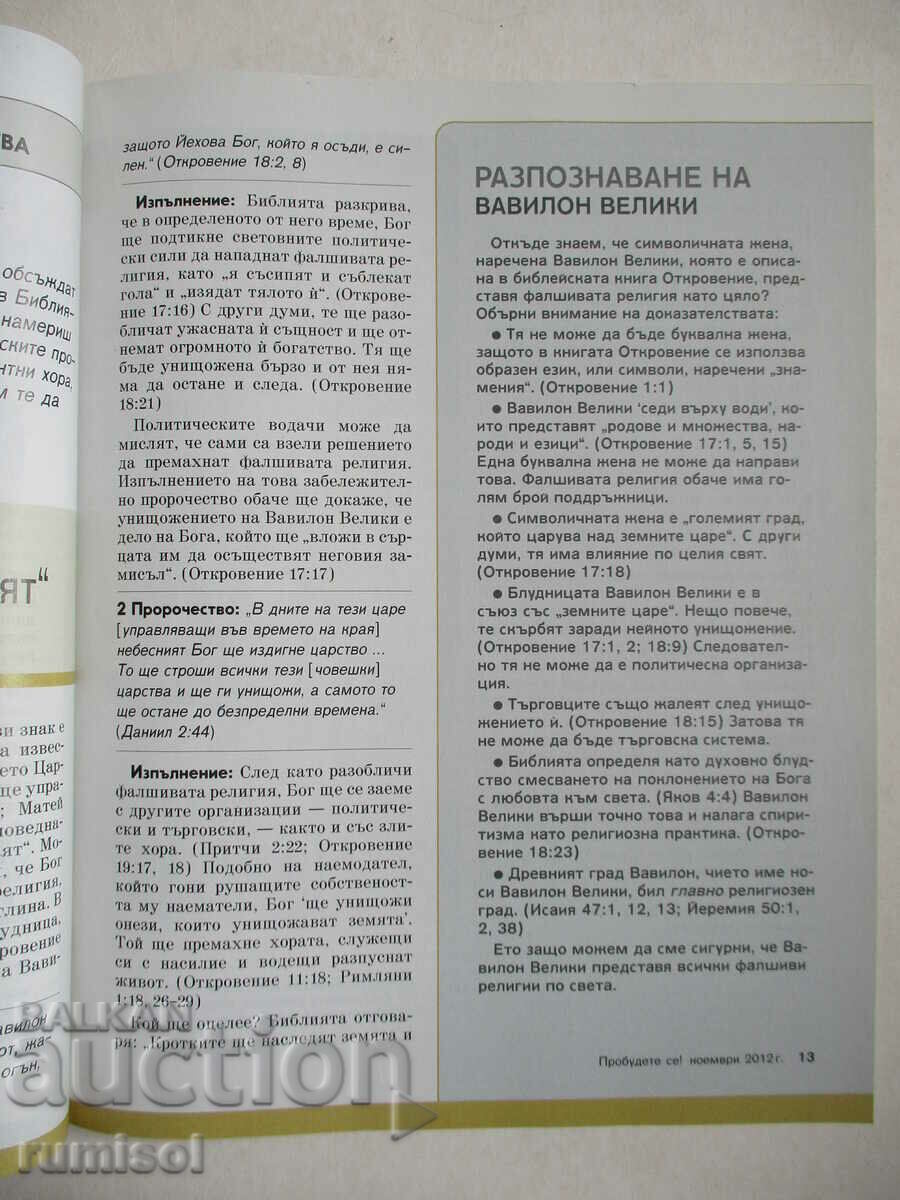 ВА
обсъждат
в Библия-
намериш
ските про-
нтни хора,
м те да
ЯТ“
ви знак е
а извес-
ето Цар-
ще упра-
; Матей
поведна-
ят“. Мо-
, че Бог
религия,
глина. В
удница,
ровение
а Вави-
авилон
от, жа-
огън,
защото Йехова Бог, който я осъди, е си-
лен.“ (Откровение 18:2, 8)
Изпълнение: Библията разкрива,
че в определеното от него време, Бог
ще подтикне световните политиче-
ски сили да нападнат фалшивата ре-
лигия, като „я съсипят и съблекат
гола“ и „изядат тялото ѝ“. (Открове-
ние 17:16) С други думи, те ще разо-
бличат ужасната ѝ същност и ще от-
немат огромното ѝ богатство. Тя ще
бъде унищожена бързо и от нея ня-
ма да остане и следа. (Откровение
18:21)
Политическите водачи може да
мислят, че сами са взели решението
да премахнат фалшивата религия.
Изпълнението на това забележител-
но пророчество обаче ще докаже, че
унищожението на Вавилон Велики е
дело на Бога, който ще „вложи в сър-
цата им да осъществят неговия за-
мисъл“. (Откровение 17:17)
2 Пророчество: „В дните на тези царе
[управляващи във времето на края]
небесният Бог ще издигне царство ...
То ще строши всички тези [човешки]
царства и ще ги унищожи, а самото то
ще остане до безпределни времена.“
(Даниил 2:44)
Изпълнение: След като разобличи
фалшивата религия, Бог ще се заеме
с другите организации — политиче-
ски и търговски, — както и със зли-
те хора. (Притчи 2:22; Откровение
19:17, 18) Подобно на наемодател,
който гони рушащите собственост-
та му наематели, Бог ‘ще унищожи
онези, които унищожават земята’.
Той ще премахне хората, служещи
си с насилие и водещи разпуснат
живот. (Откровение 11:18; Римляни
1:18, 26–29)
Кой ще оцелее? Библията отгова-
ря: „Кротките ще наследят земята и
РАЗПОЗНАВАНЕ НА
ВАВИЛОН ВЕЛИКИ
Откъде знаем, че символичната жена,
наречена Вавилон Велики, която е описа-
на в библейската книга Откровение, пред-
ставя фалшивата религия като цяло?
Обърни внимание на доказателствата:
● Тя не може да бъде буквална жена,
защото в книгата Откровение се използва
образен език, или символи, наречени „зна-
мения“. (Откровение 1:1)
● Вавилон Велики ‘седи върху води’, ко-
ито представят „родове и множества, на-
роди и езици“. (Откровение 17:1, 5, 15)
Една буквална жена не може да направи
това. Фалшивата религия обаче има го-
лям брой поддръжници.
● Символичната жена е „големият град,
който царува над земните царе“. С други
думи, тя има влияние по целия свят.
(Откровение 17:18)
● Блудницата Вавилон Велики е в
съюз със „земните царе“. Нещо повече,
те скърбят заради нейното унищожение.
(Откровение 17:1, 2; 18:9) Следовател-
но тя не може да е политическа организа-
ция.
● Търговците също жалеят след унищо-
жението ѝ. (Откровение 18:15) Затова тя
не може да бъде търговска система.
● Библията определя като духовно блуд-
ство смесването на поклонението на Бога
с любовта към света. (Яков 4:4) Вавилон
Велики върши точно това и налага спири-
тизма като религиозна практика. (Откро-
вение 18:23)
● Древният град Вавилон, чието име но-
си Вавилон Велики, бил главно религиозен
град. (Исаия 47:1, 12, 13; Йеремия 50:1,
2, 38)
Ето защо можем да сме сигурни, че Ва-
вилон Велики представя всички фалшиви
религии по света.
Пробудете се! ноември 2012 г. 13
BALKAN
auction
rumisol